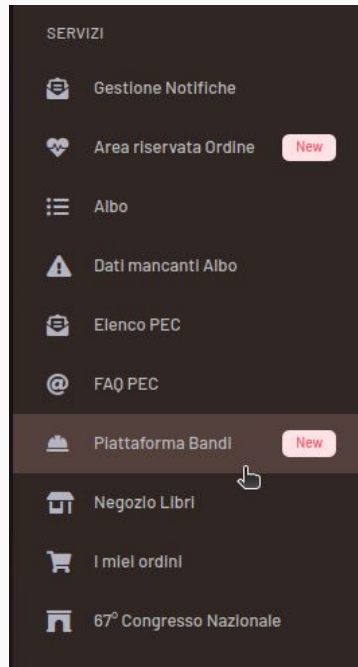 SERVIZI
Gestione Notifiche
Area riservata Ordine New
Albo
Dati mancanti Albo
Elenco PEC
FAQ PEC
Piattaforma Bandi New
Negozio Libri
I miei ordini
67° Congresso Nazionale